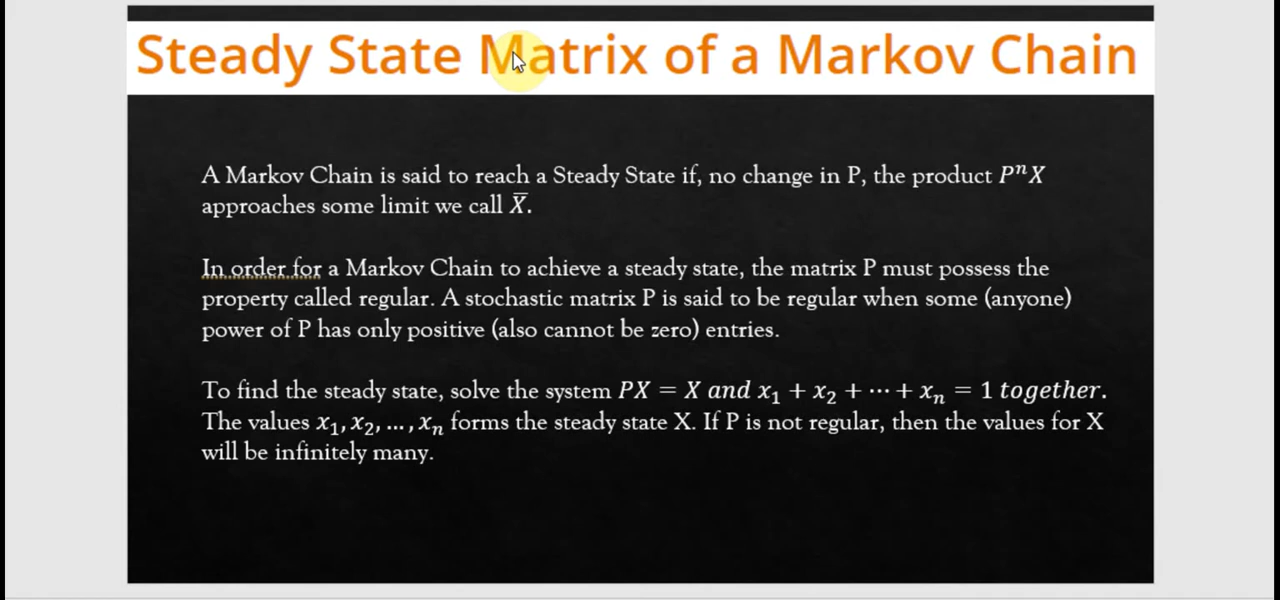 Steady State Matrix of a Markov Chain
A Markov Chain is said to reach a Steady State if, no change in P, the product 𝑃ⁿ𝑋
approaches some limit we call X̅.
In order for a Markov Chain to achieve a steady state, the matrix P must possess the
property called regular. A stochastic matrix P is said to be regular when some (anyone)
power of P has only positive (also cannot be zero) entries.
To find the steady state, solve the system 𝑃𝑋 = 𝑋 𝑎𝑛𝑑 𝑥₁ + 𝑥₂ + ⋯ + 𝑥ₙ = 1 𝑡𝑜𝑔𝑒𝑡ℎ𝑒𝑟.
The values 𝑥₁, 𝑥₂, … , 𝑥ₙ forms the steady state X. If P is not regular, then the values for X
will be infinitely many.